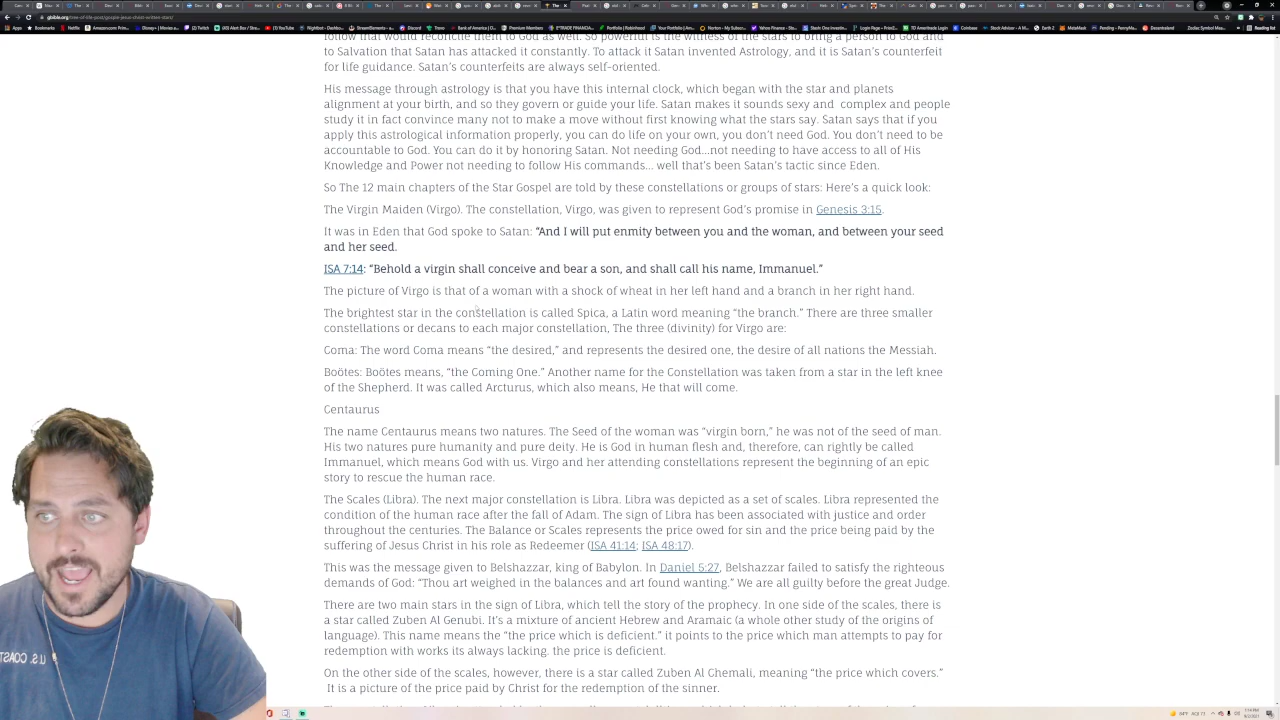 follow that would reconcile them to God as well. So powerful is the witness of the stars to bring a person to God and
to Salvation that Satan has attacked it constantly. To attack it Satan invented Astrology, and it is Satan's counterfeit
for life guidance. Satan's counterfeits are always self-oriented.
His message through astrology is that you have this internal clock, which began with the star and planets
alignment at your birth, and so they govern or guide your life. Satan makes it sounds sexy and complex and people
study it in fact convince many not to make a move without first knowing what the stars say. Satan says that if you
apply this astrological information properly, you can do life on your own, you don't need God. You don't need to be
accountable to God. You can do it by honoring Satan. Not needing God...not needing to have access to all of His
Knowledge and Power not needing to follow His commands... well that's been Satan's tactic since Eden.
So The 12 main chapters of the Star Gospel are told by these constellations or groups of stars: Here's a quick look:
The Virgin Maiden (Virgo). The constellation, Virgo, was given to represent God's promise in Genesis 3:15.
It was in Eden that God spoke to Satan: “And I will put enmity between you and the woman, and between your seed
and her seed.
ISA 7:14: “Behold a virgin shall conceive and bear a son, and shall call his name, Immanuel.”
The picture of Virgo is that of a woman with a shock of wheat in her left hand and a branch in her right hand.
The brightest star in the constellation is called Spica, a Latin word meaning “the branch.” There are three smaller
constellations or decans to each major constellation, The three (divinity) for Virgo are:
Coma: The word Coma means “the desired,” and represents the desired one, the desire of all nations the Messiah.
Boötes: Boötes means, “the Coming One.” Another name for the Constellation was taken from a star in the left knee
of the Shepherd. It was called Arcturus, which also means, He that will come.
Centaurus
The name Centaurus means two natures. The Seed of the woman was “virgin born,” he was not of the seed of man.
His two natures pure humanity and pure deity. He is God in human flesh and, therefore, can rightly be called
Immanuel, which means God with us. Virgo and her attending constellations represent the beginning of an epic
story to rescue the human race.
The Scales (Libra). The next major constellation is Libra. Libra was depicted as a set of scales. Libra represented the
condition of the human race after the fall of Adam. The sign of Libra has been associated with justice and order
throughout the centuries. The Balance or Scales represents the price owed for sin and the price being paid by the
suffering of Jesus Christ in his role as Redeemer (ISA 41:14; ISA 48:17).
This was the message given to Belshazzar, king of Babylon. In Daniel 5:27, Belshazzar failed to satisfy the righteous
demands of God: “Thou art weighed in the balances and art found wanting.” We are all guilty before the great Judge.
There are two main stars in the sign of Libra, which tell the story of the prophecy. In one side of the scales, there is
a star called Zuben Al Genubi. It's a mixture of ancient Hebrew and Aramaic (a whole other study of the origins of
language). This name means the “the price which is deficient.” it points to the price which man attempts to pay for
redemption with works its always lacking, the price is deficient.
On the other side of the scales, however, there is a star called Zuben Al Chemali, meaning “the price which covers.”
It is a picture of the price paid by Christ for the redemption of the sinner.